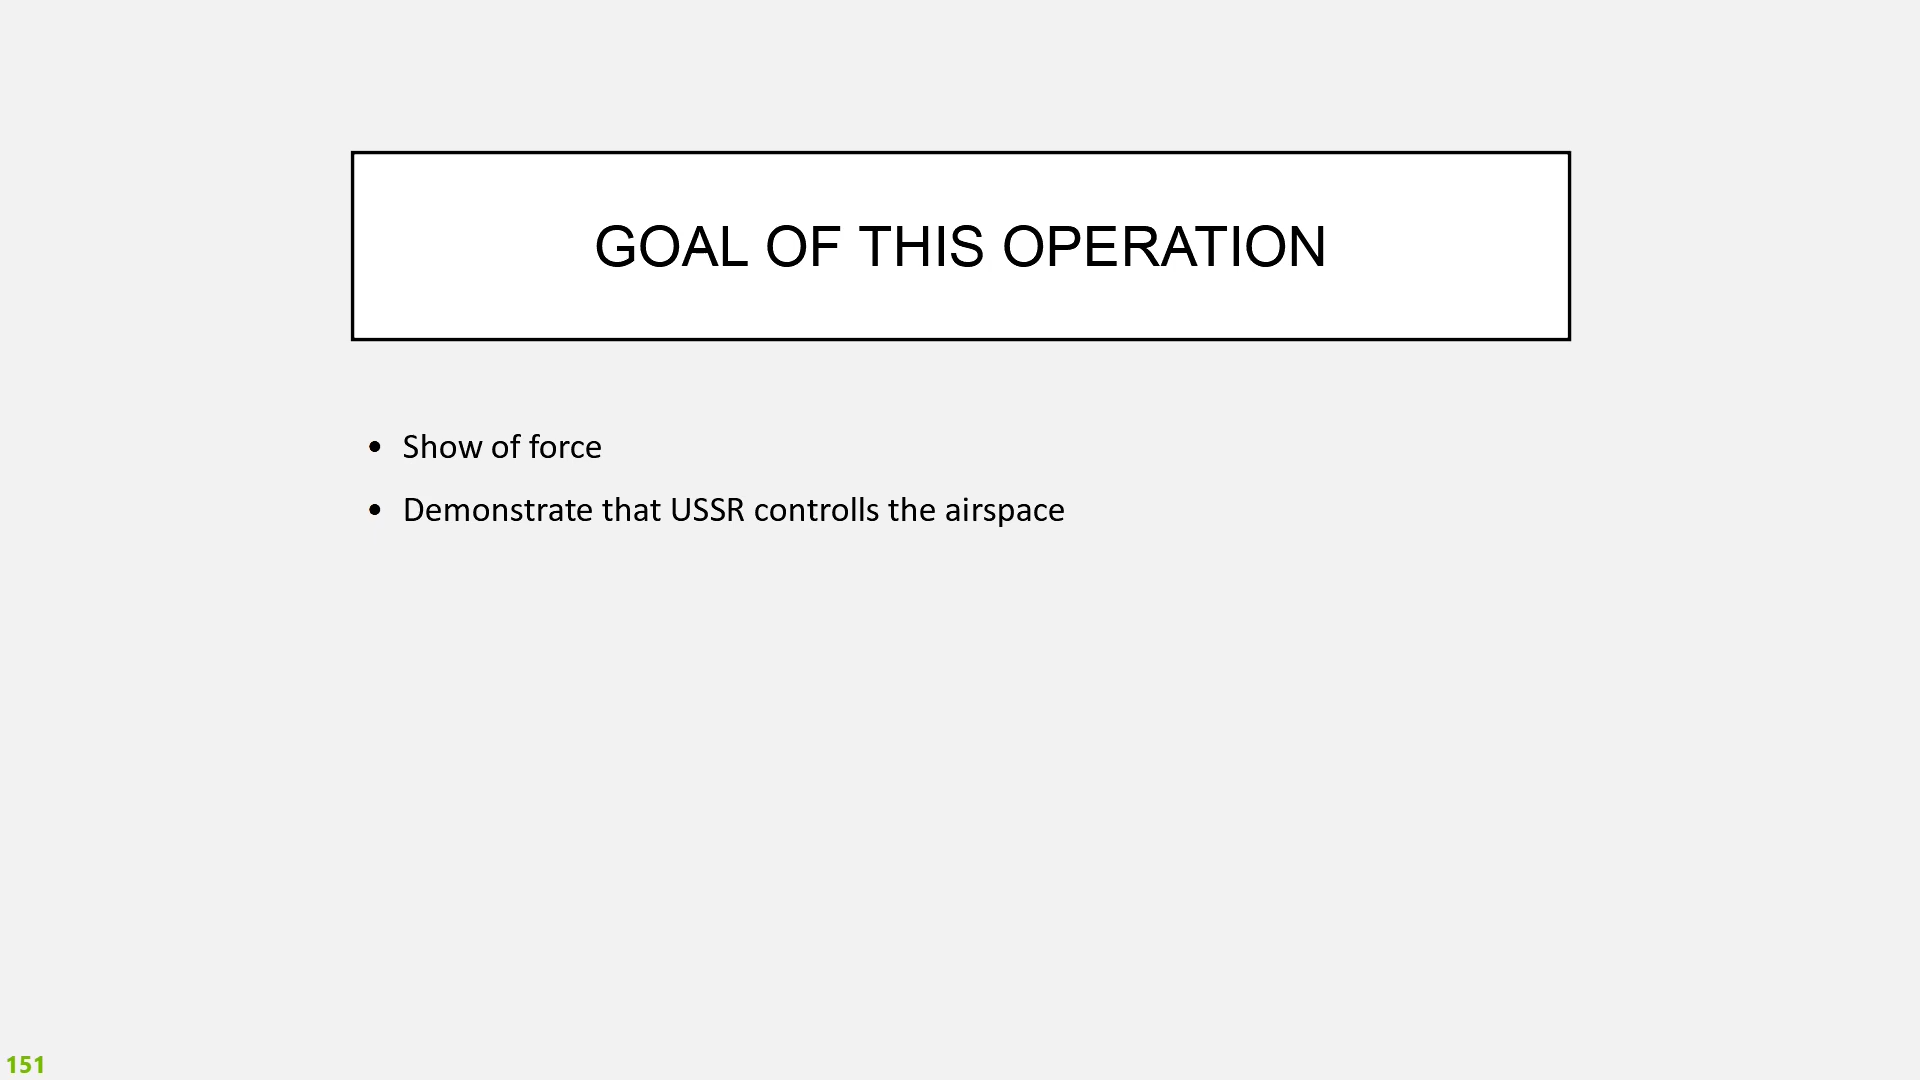 GOAL OF THIS OPERATION
• Show of force
• Demonstrate that USSR controlls the airspace
151